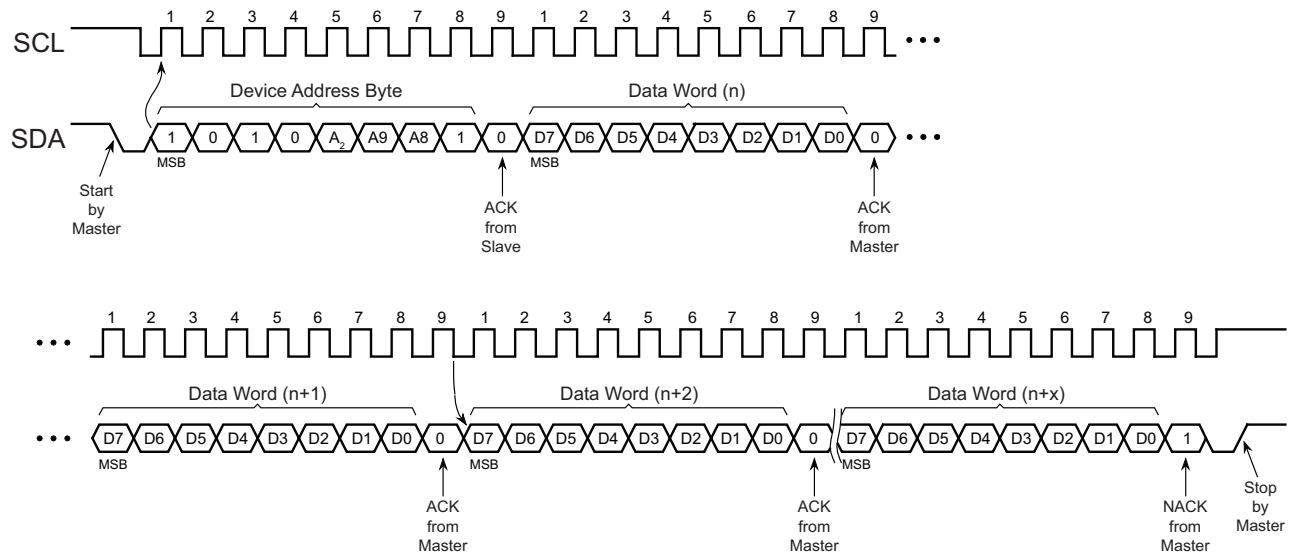 1 2 3 4 5 6 7 8 9 1 2 3 4 5 6 7 8 9
SCL
Device Address Byte Data Word (n)
SDA 1 0 1 0 A2 A9 A8 1 0 D7 D6 D5 D4 D3 D2 D1 D0 0
MSB MSB
Start
by
Master
ACK
from
Slave
ACK
from
Master
1 2 3 4 5 6 7 8 9 1 2 3 4 5 6 7 8 9 1 2 3 4 5 6 7 8 9
Data Word (n+1) Data Word (n+2) Data Word (n+x)
D7 D6 D5 D4 D3 D2 D1 D0 0 D7 D6 D5 D4 D3 D2 D1 D0 0 D7 D6 D5 D4 D3 D2 D1 D0 1
MSB MSB MSB
ACK
from
Master
ACK
from
Master
NACK
from
Master
Stop
by
Master